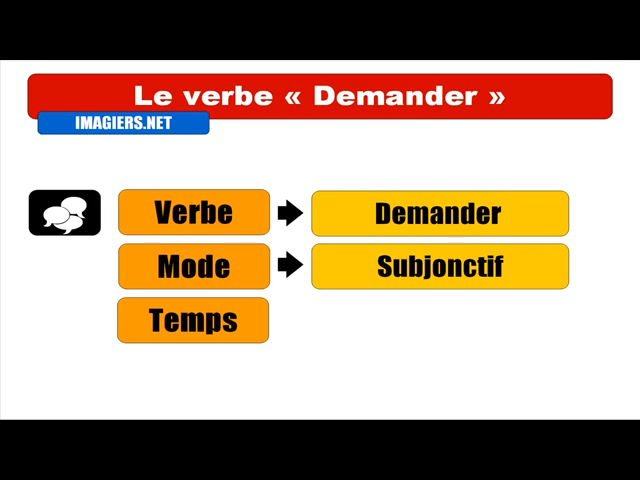 Le verbe « Demander »
IMAGIERS.NET
Verbe Demander
Mode Subjonctif
Temps